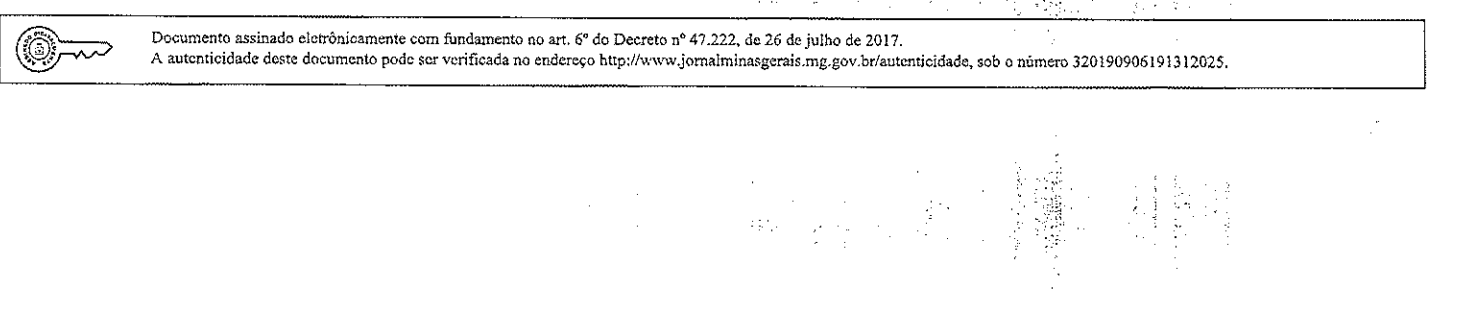 Documento assinado eletrônicamente com fundamento no art. 6º do Decreto nº 47.222, de 26 de julho de 2017.
A autenticidade deste documento pode ser verificada no endereço http://www.jornalminasgerais.mg.gov.br/autenticidade, sob o número 320190906191312025.